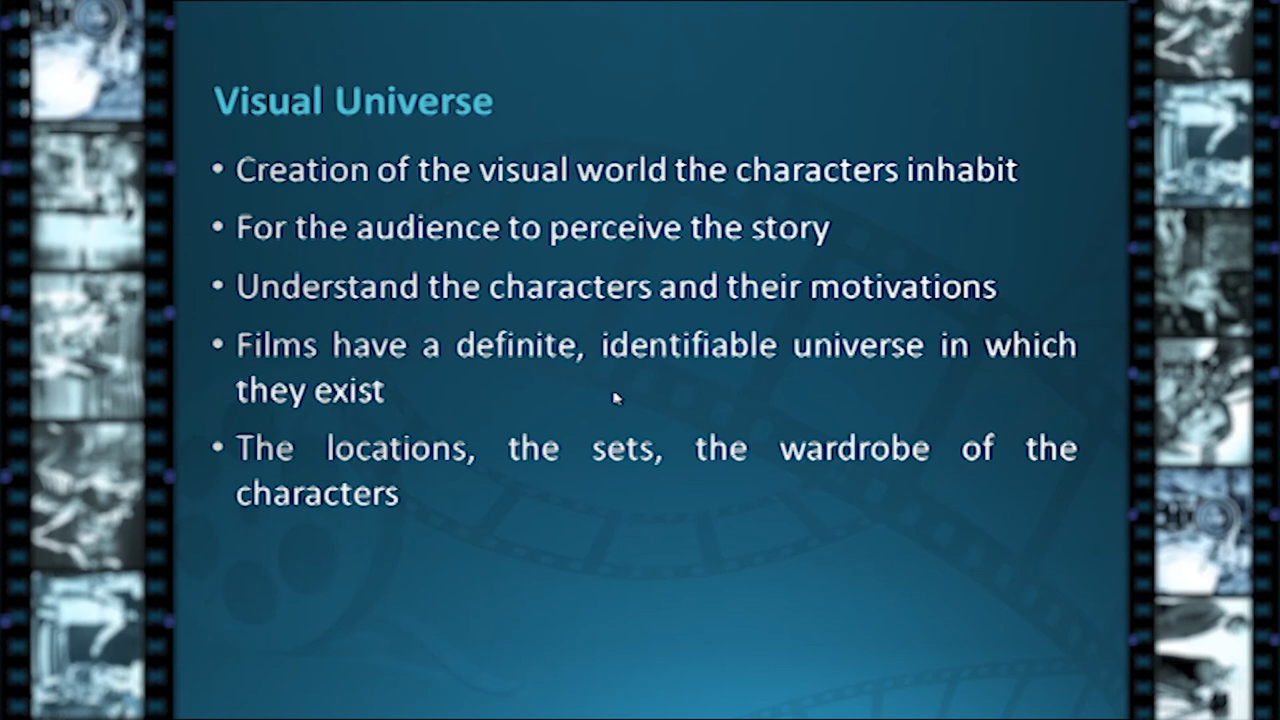 Visual Universe
• Creation of the visual world the characters inhabit
• For the audience to perceive the story
• Understand the characters and their motivations
• Films have a definite, identifiable universe in which
they exist
• The locations, the sets, the wardrobe of the
characters